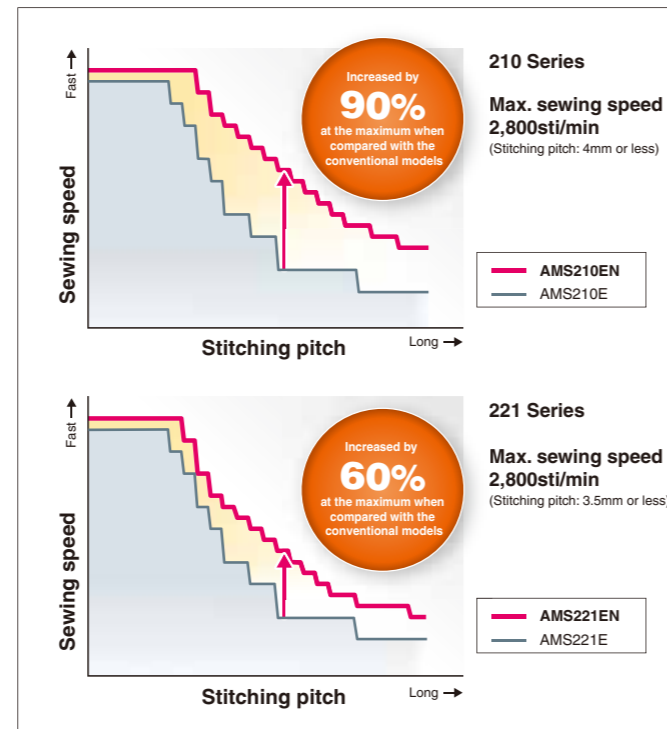 Fast →
Sewing speed
Increased by
90%
at the maximum when
compared with the
conventional models
Stitching pitch
Long →
210 Series
Max. sewing speed
2,800sti/min
(Stitching pitch: 4mm or less)
AMS210EN
AMS210E
Fast →
Sewing speed
Increased by
60%
at the maximum when
compared with the
conventional models
Stitching pitch
Long →
221 Series
Max. sewing speed
2,800sti/min
(Stitching pitch: 3.5mm or less)
AMS221EN
AMS221E